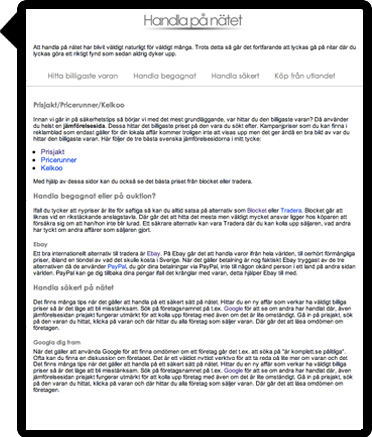 Handla på nätet
Att handla på nätet har blivit väldigt naturligt för väldigt många. Trots detta så går det fortfarande att lyckas gå på nitar där du
lyckas göra ett riktigt fynd som sedan aldrig dyker upp.
Hitta billigaste varan Handla begagnat Handla säkert Köp från utlandet
Prisjakt/Pricerunner/Kelkoo
Innan vi går in på säkerhetstips så börjar vi med det mest grundläggande, var hittar du den billigaste varan? Då använder
du helst en jämförelsesida. Dessa hittar det billigaste priset på den vara du sökt efter. Kampanjpriser som du kan finna i
reklamblad som endast gäller för din lokala affär kommer troligen inte att visas upp men det ger ändå en bra bild av var du
hittar den billigaste varan. Här följer de tre bästa svenska jämförelsesidorna i mitt tycke:
Prisjakt
Pricerunner
Kelkoo
Med hjälp av dessa sidor kan du också se det bästa priset från blocket eller tradera.
Handla begagnat eller på auktion?
Ifall du tycker att nypriser är lite för saftiga så kan du alltid satsa på alternativ som Blocket eller Tradera. Blocket går att
liknas vid en rikstäckande anslagstavla. Där går det att hitta det mesta men väldigt mycket ansvar ligger hos köparen att
försäkra sig om att han/hon inte blir lurad. Ett säkrare alternativ kan vara Tradera där du kan kolla upp säljaren, vad andra
har tyckt om andra affärer som säljaren gjort.
Ebay
Ett bra internationellt alternativ till tradera är Ebay. På Ebay går det att handla varor från hela världen, till oerhört förmånliga
priser, ibland en tiondel av vad det skulle kosta i Sverige. När det gäller betalning är nog faktiskt Ebay tryggast av de tre
alternativen då de använder PayPal, du gör dina betalningar via PayPal, inte till någon okänd person i ett land på andra sidan
världen. PayPal kan ge dig tillbaka dina pengar ifall det krånglar med varan, detta hjälper Ebay till med.
Handla säkert på nätet
Det finns många tips när det gäller att handla på ett säkert sätt på nätet. Hittar du en ny affär som verkar ha väldigt billiga
priser så är det läge att bli misstänksam. Sök på företagsnamnet på t.ex. Google för att se om andra har handlat där, även
jämförelsesidan prisjakt fungerar utmärkt för att kolla upp företag med även om det är lite omständigt. Gå in på prisjakt, sök
på den varan du hittat, klicka på varan och där hittar du alla företag som säljer varan. Där går det att läsa omdömen om
företagen.
Googla dig fram
När det gäller att använda Google för att finna omdömen om ett företag går det t.ex. att söka på "är komplett.se pålitliga".
Ofta kan du finna en diskussion om företaget. Det är ett väldigt nyttigt verktyg för att ta reda på lite mer om varan och det
Det finns många tips när det gäller att handla på ett säkert sätt på nätet. Hittar du en ny affär som verkar ha väldigt billiga
priser så är det läge att bli misstänksam. Sök på företagsnamnet på t.ex. Google för att se om andra har handlat där, även
jämförelsesidan prisjakt fungerar utmärkt för att kolla upp företag med även om det är lite omständigt. Gå in på prisjakt, sök
på den varan du hittat, klicka på varan och där hittar du alla företag som säljer varan. Där går det att läsa omdömen om
företagen.